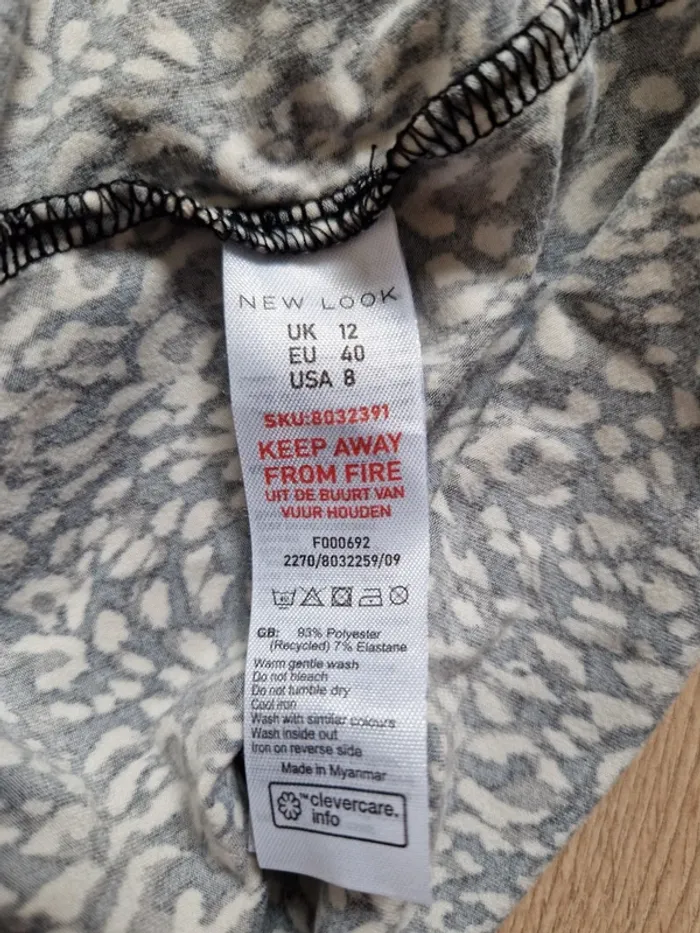 NEW LOOK
UK 12
EU 40
USA 8
SKU:8032391
KEEP AWAY
FROM FIRE
UIT DE BUURT VAN
VUUR HOUDEN
F000692
2270/8032259/09
GB: 93% Polyester
(Recycled) 7% Elastane
Warm gentle wash
Do not bleach
Do not tumble dry
Cool iron
Wash with similar colours
Wash inside out
Iron on reverse side
Made in Myanmar
™clevercare.
info